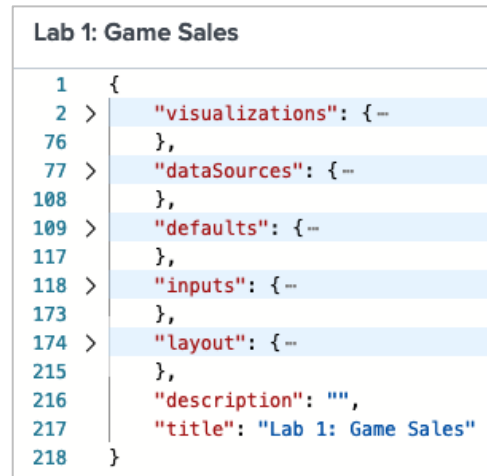 Lab 1: Game Sales
1 {
2 > "visualizations": {⋯
76 },
77 > "dataSources": {⋯
108 },
109 > "defaults": {⋯
117 },
118 > "inputs": {⋯
173 },
174 > "layout": {⋯
215 },
216 "description": "",
217 "title": "Lab 1: Game Sales"
218 }